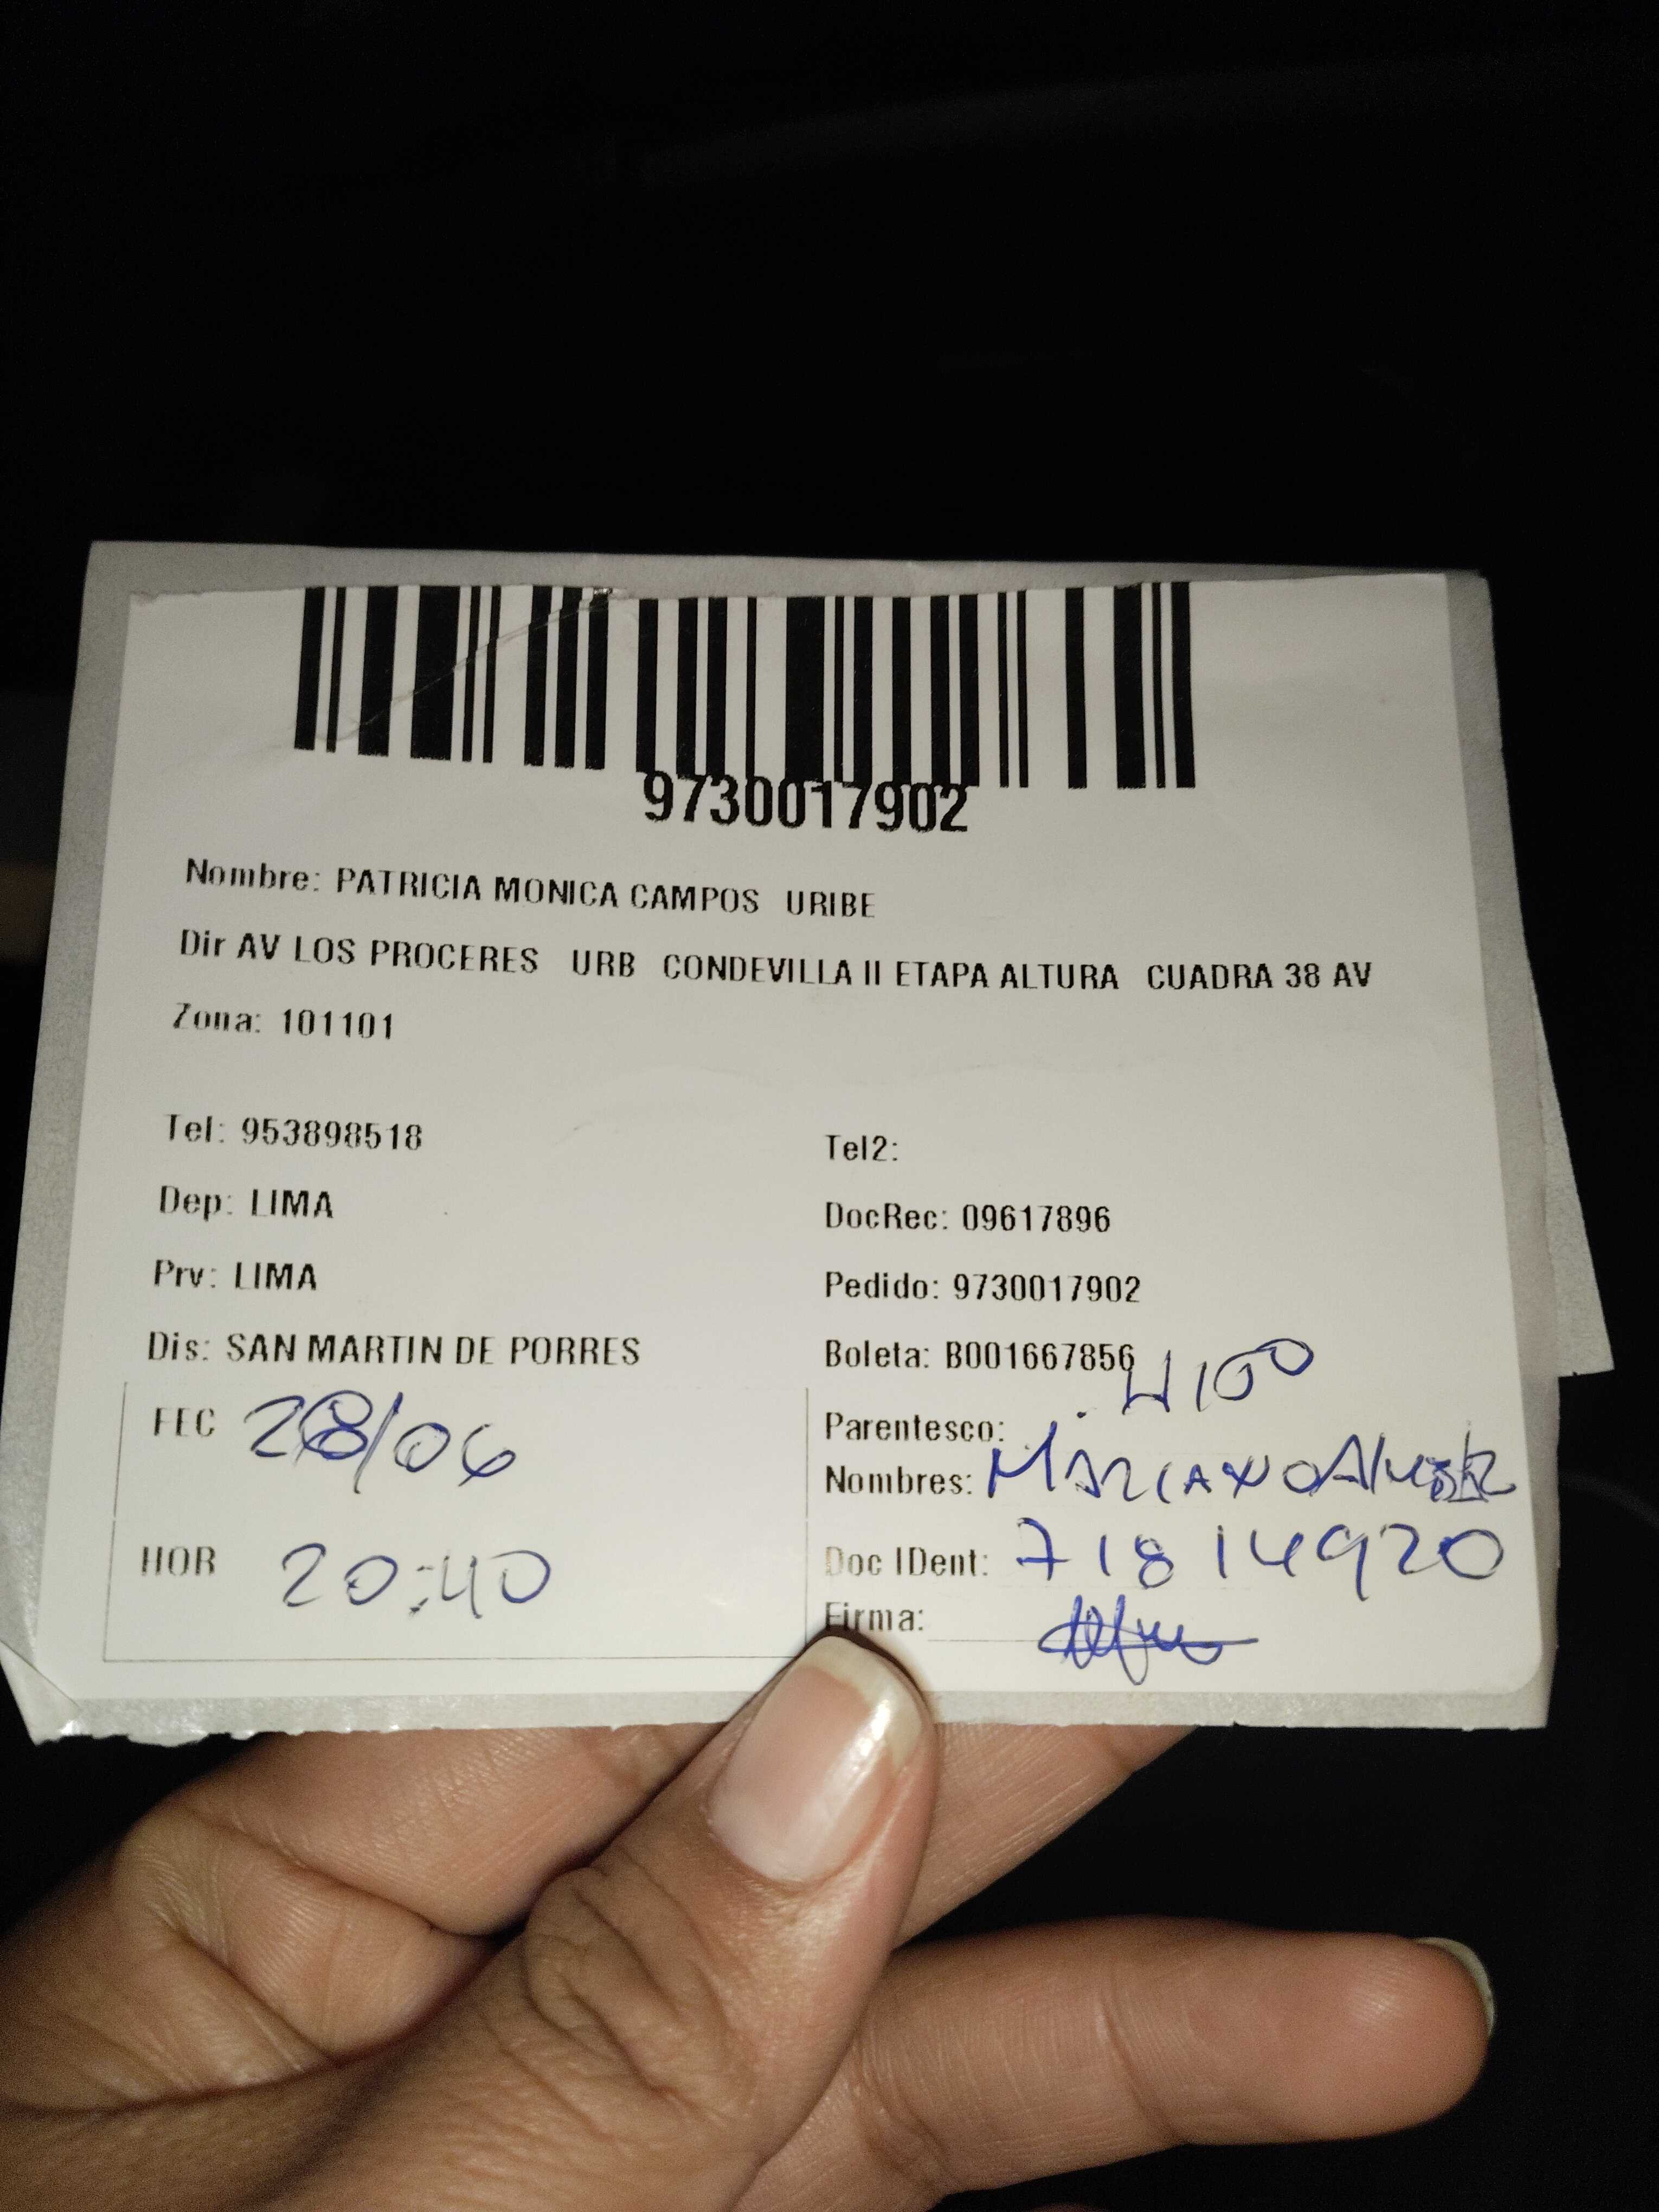 9730017902
Nombre: PATRICIA MONICA CAMPOS URIBE
Dir AV LOS PROCERES URB CONDEVILLA II ETAPA ALTURA CUADRA 38 AV
Zona: 101101
Tel: 953898518
Tel2:
Dep: LIMA
DocRec: 09617896
Prv: LIMA
Pedido: 9730017902
Dis: SAN MARTIN DE PORRES
Boleta: B001667856
FEC 28/06
Parentesco:
Nombres: MARCIANO
HOR 20:40
Doc IDent: 71814920
Firma: